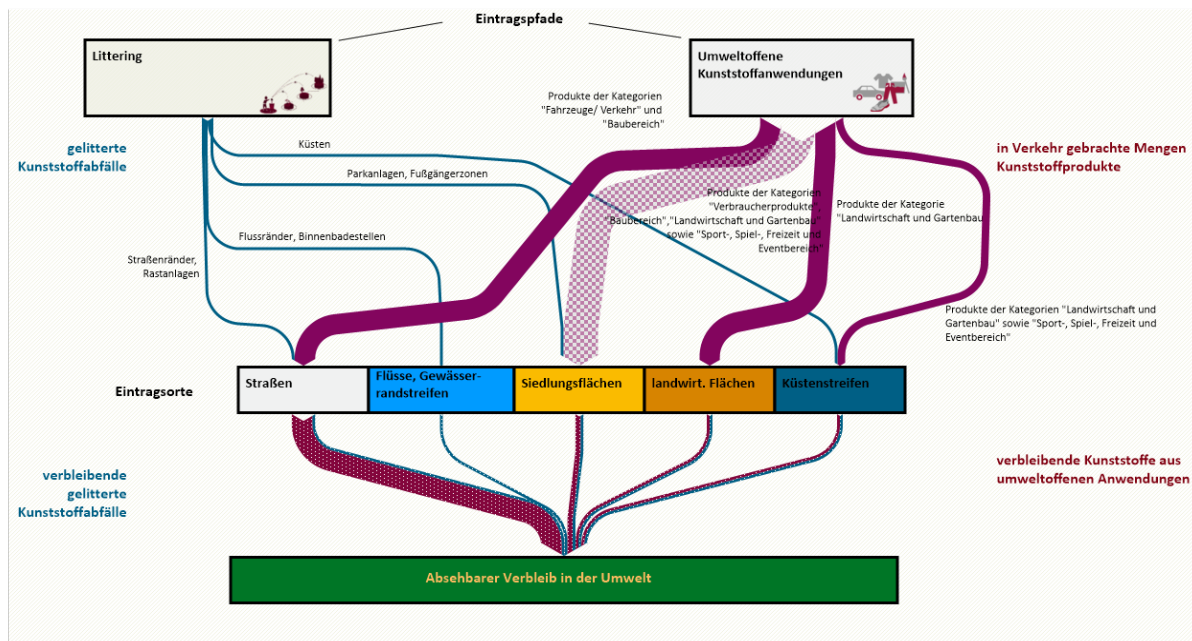 Eintragspfade
Littering
Umweltoffene
Kunststoffanwendungen
Produkte der Kategorien
"Fahrzeuge/ Verkehr" und
"Baubereich"
gelitterte
Kunststoffabfälle
Küsten
in Verkehr gebrachte Mengen
Kunststoffprodukte
Parkanlagen, Fußgängerzonen
Produkte der Kategorien
"Verbraucherprodukte",
"Baubereich","Landwirtschaft und Gartenbau"
sowie "Sport-, Spiel-, Freizeit und
Eventbereich"
Produkte der Kategorie
"Landwirtschaft und Gartenbau
Flussränder, Binnenbadestellen
Straßenränder,
Rastanlagen
Produkte der Kategorien "Landwirtschaft und
Gartenbau" sowie "Sport-, Spiel-, Freizeit und
Eventbereich"
Eintragsorte
Straßen
Flüsse, Gewässer-
randstreifen
Siedlungsflächen
landwirt. Flächen
Küstenstreifen
verbleibende
gelitterte
Kunststoffabfälle
verbleibende Kunststoffe aus
umweltoffenen Anwendungen
Absehbarer Verbleib in der Umwelt